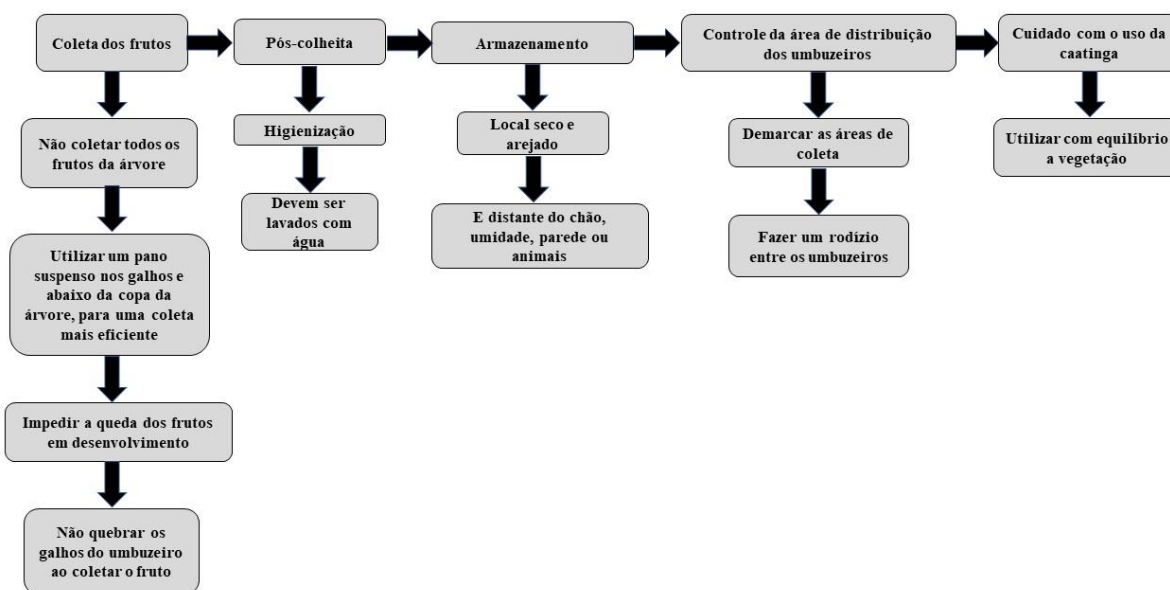 Coleta dos frutos
Pós-colheita
Armazenamento
Controle da área de distribuição
dos umbuzeiros
Cuidado com o uso da
caatinga
Não coletar todos os
frutos da árvore
Utilizar um pano
suspenso nos galhos e
abaixo da copa da
árvore, para uma coleta
mais eficiente
Impedir a queda dos frutos
em desenvolvimento
Não quebrar os
galhos do umbuzeiro
ao coletar o fruto
Higienização
Devem ser
lavados com
água
Local seco e
arejado
E distante do chão,
umidade, parede ou
animais
Demarcar as áreas de
coleta
Fazer um rodízio
entre os umbuzeiros
Utilizar com equilíbrio
a vegetação